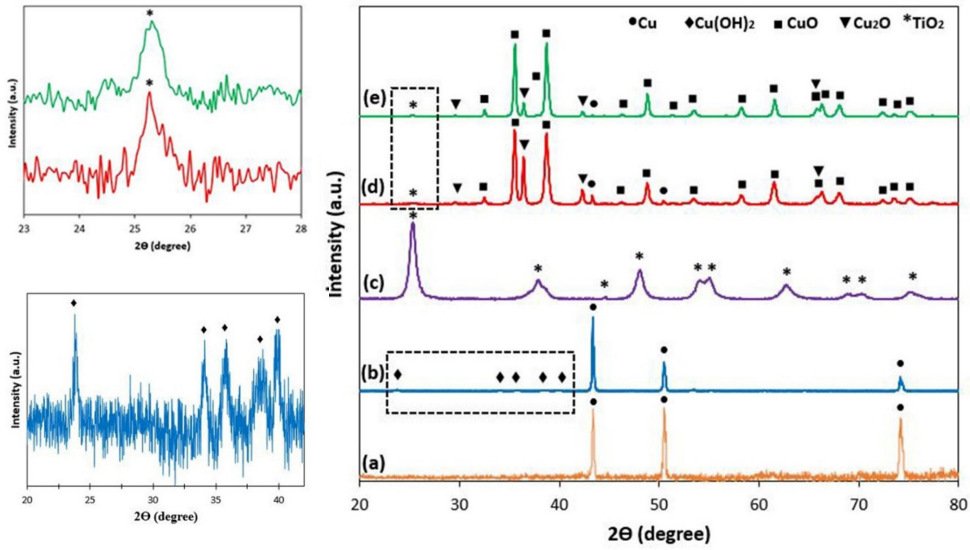 *
*
Intensity (a.u.)
23 24 25 26 27 28
2Θ (degree)
Intensity (a.u.)
20 25 30 35 40
2Θ (degree)
●Cu ♦Cu(OH)₂ ■ CuO ▼Cu₂O *TiO₂
Intensity (a.u.)
(e)
(d)
(c)
(b)
(a)
20 30 40 50 60 70 80
2Θ (degree)